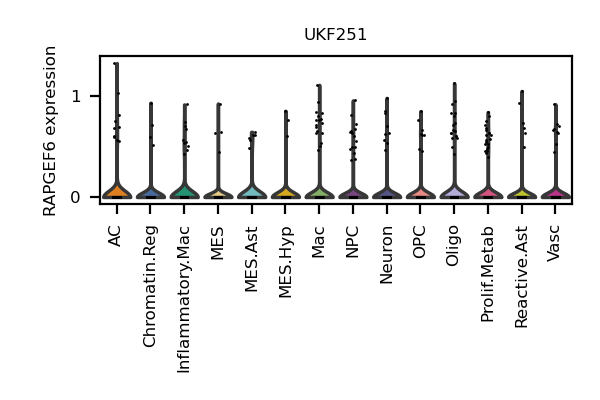 UKF251
RAPGEF6 expression
1
0
AC
Chromatin.Reg
Inflammatory.Mac
MES
MES.Ast
MES.Hyp
Mac
NPC
Neuron
OPC
Oligo
Prolif.Metab
Reactive.Ast
Vasc